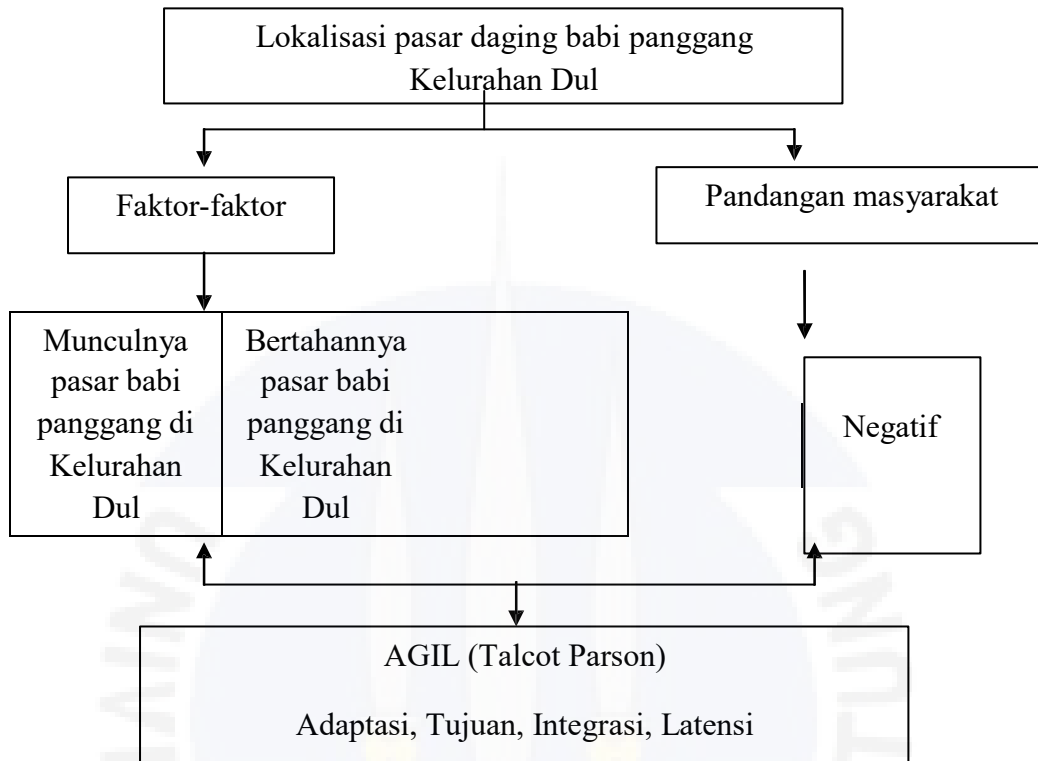 Lokalisasi pasar daging babi panggang
Kelurahan Dul
Faktor-faktor
Pandangan masyarakat
Munculnya
pasar babi
panggang di
Kelurahan
Dul
Bertahannya
pasar babi
panggang di
Kelurahan
Dul
Negatif
AGIL (Talcot Parson)
Adaptasi, Tujuan, Integrasi, Latensi